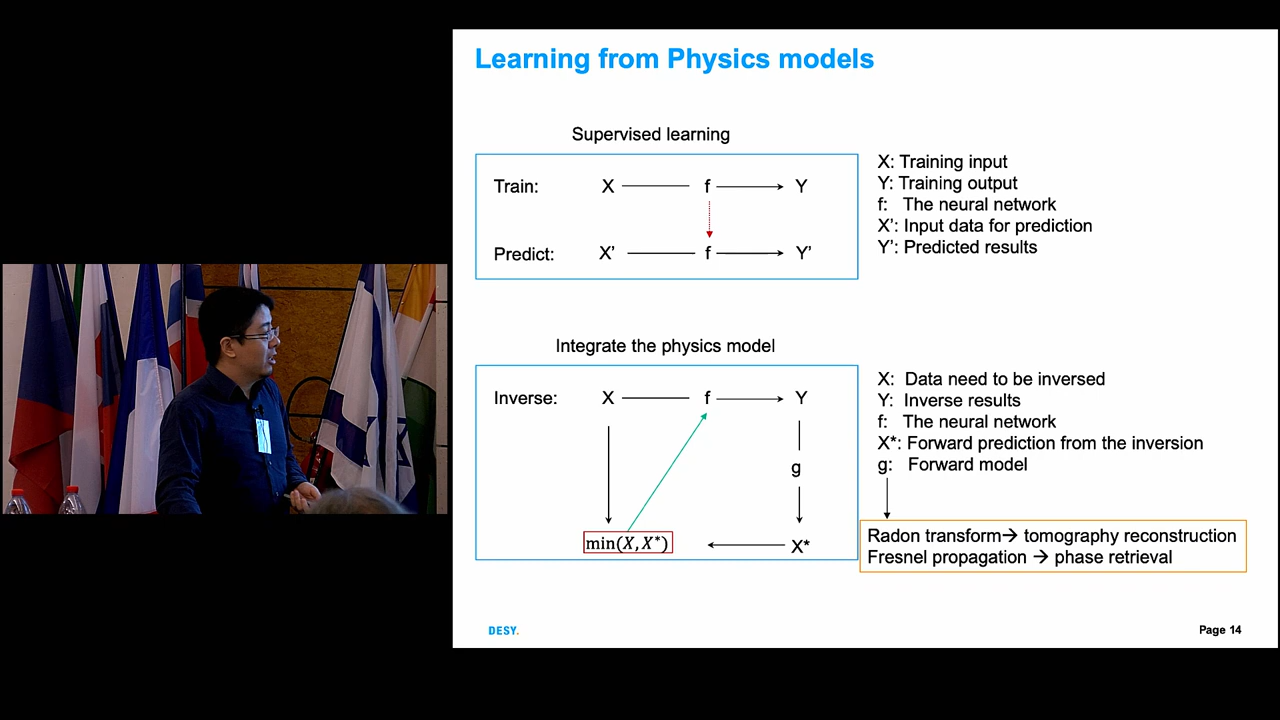 Learning from Physics models
Supervised learning
Train: X f Y
Predict: X' f Y'
X: Training input
Y: Training output
f: The neural network
X': Input data for prediction
Y': Predicted results
Integrate the physics model
Inverse: X f Y
g
min(X, X*) X*
X: Data need to be inversed
Y: Inverse results
f: The neural network
X*: Forward prediction from the inversion
g: Forward model
Radon transform→ tomography reconstruction
Fresnel propagation → phase retrieval
DESY.
Page 14